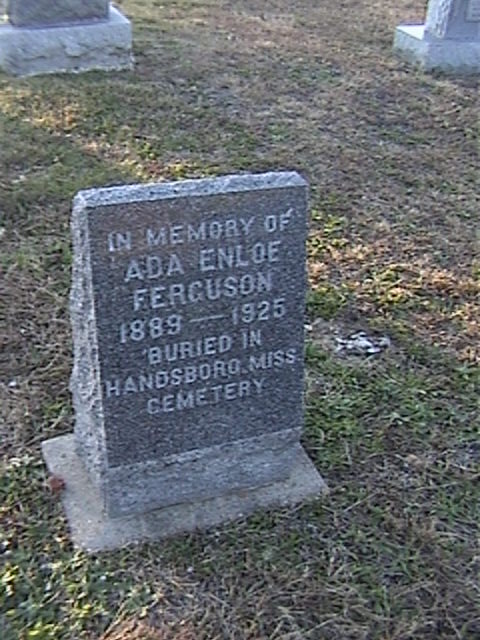 IN MEMORY OF
ADA ENLOE
FERGUSON
1889 — 1925
BURIED IN
HANDSBORO, MISS.
CEMETERY